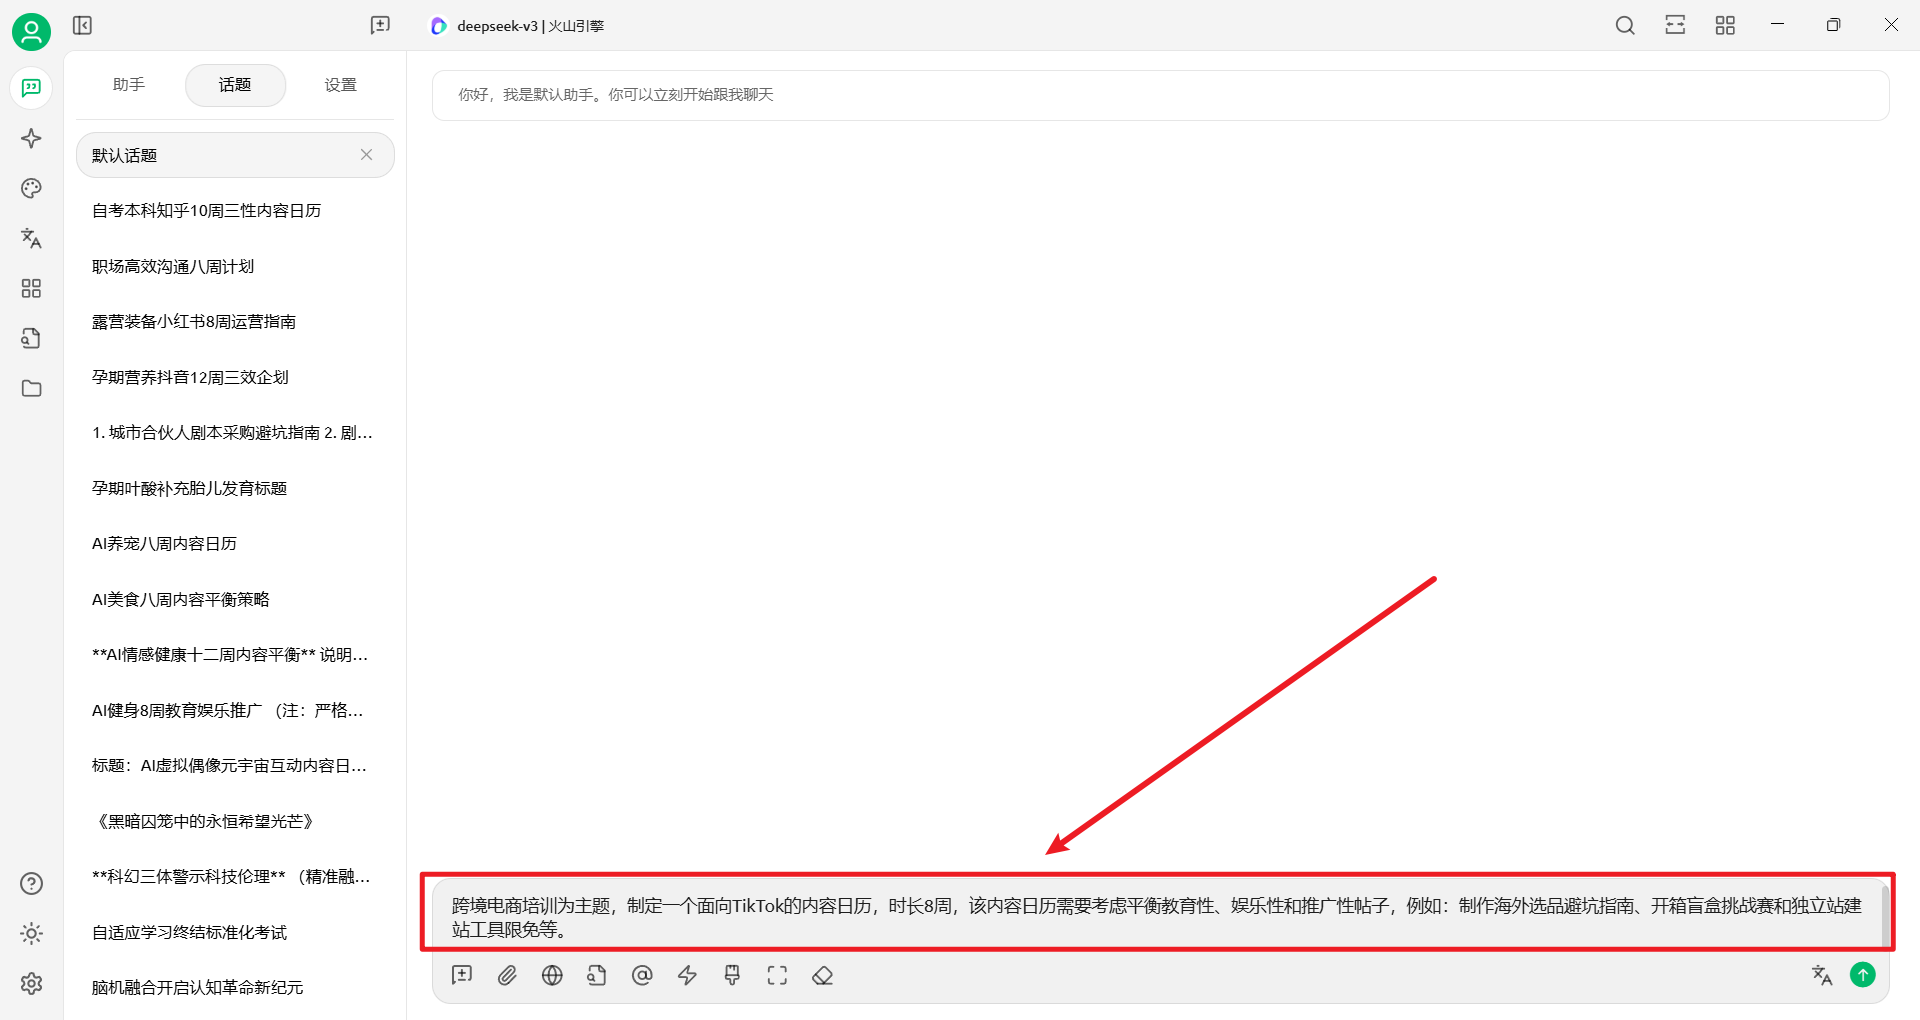 deepseek-v3 | 火山引擎
助手
话题
设置
默认话题
自考本科知乎10周三性内容日历
职场高效沟通八周计划
露营装备小红书8周运营指南
孕期营养抖音12周三效企划
1. 城市合伙人剧本采购避坑指南 2. 剧...
孕期叶酸补充胎儿发育标题
AI养宠八周内容日历
AI美食八周内容平衡策略
**AI情感健康十二周内容平衡** 说明...
AI健身8周教育娱乐推广 （注：严格...
标题：AI虚拟偶像元宇宙互动内容日...
《黑暗囚笼中的永恒希望光芒》
**科幻三体警示科技伦理** （精准融...
自适应学习终结标准化考试
脑机融合开启认知革命新纪元
你好，我是默认助手。你可以立刻开始跟我聊天
跨境电商培训为主题，制定一个面向TikTok的内容日历，时长8周，该内容日历需要考虑平衡教育性、娱乐性和推广性帖子，例如：制作海外选品避坑指南、开箱盲盒挑战赛和独立站建
站工具限免等。